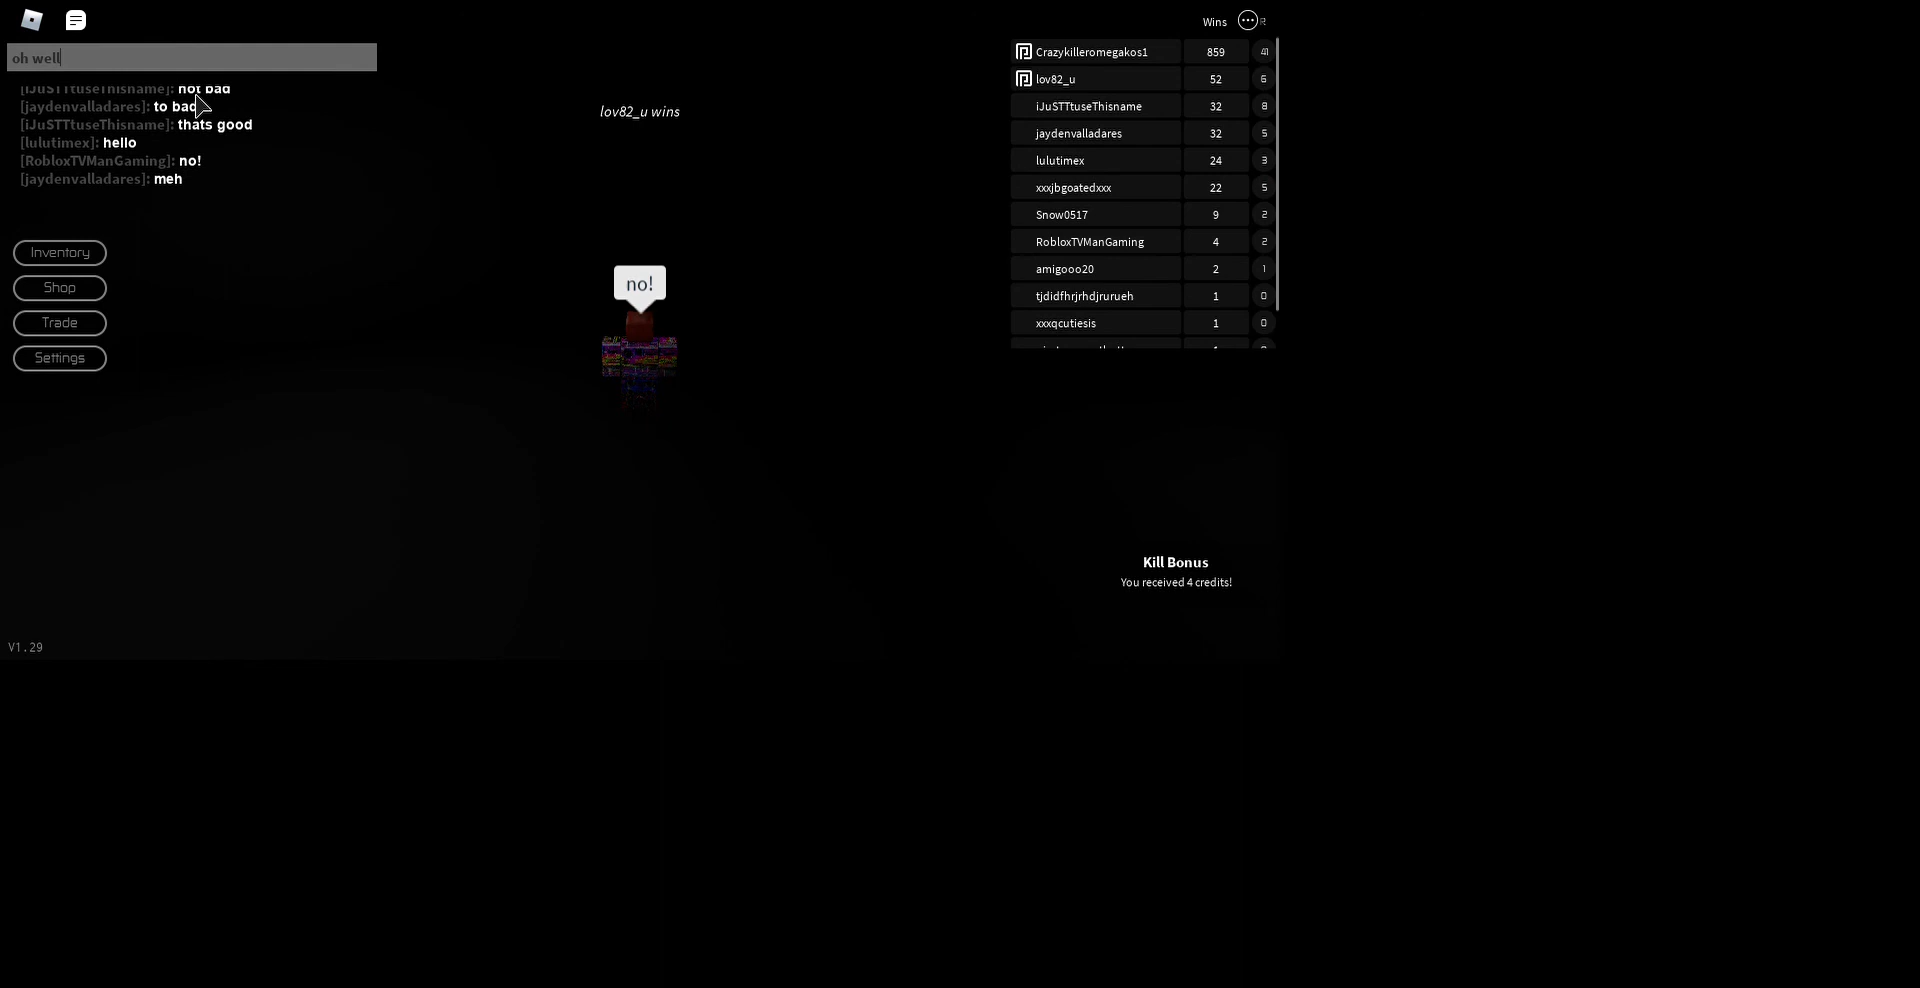 Wins R
oh well
[iJuSTTtuseThisname]: not bad
[jaydenvalladares]: to bad
[iJuSTTtuseThisname]: thats good
[lulutimex]: hello
[RobloxTVManGaming]: no!
[jaydenvalladares]: meh
Inventory
Shop
Trade
Settings
lov82_u wins
no!
Crazykilleromegakos1 859 41
lov82_u 52 6
iJuSTTtuseThisname 32 8
jaydenvalladares 32 5
lulutimex 24 3
xxxjbgoatedxxx 22 5
Snow0517 9 2
RobloxTVManGaming 4 2
amigooo20 2 1
tjdidfhrjrhdjrurueh 1 0
xxxqcutiesis 1 0
Kill Bonus
You received 4 credits!
V1.29